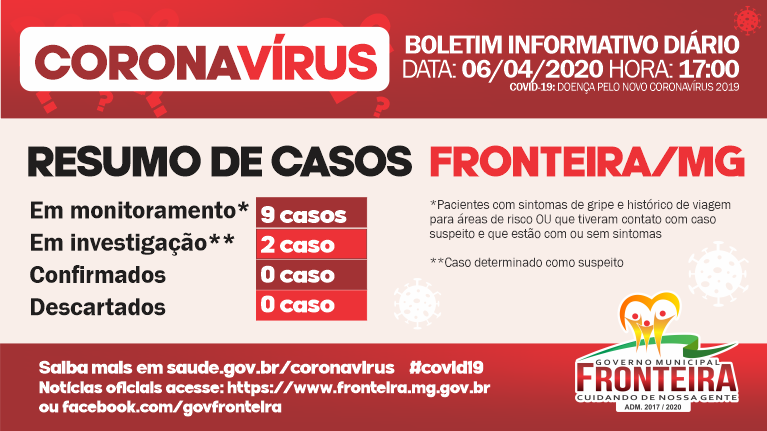 CORONAVÍRUS
BOLETIM INFORMATIVO DIÁRIO
DATA: 06/04/2020 HORA: 17:00
COVID-19: DOENÇA PELO NOVO CORONAVÍRUS 2019
RESUMO DE CASOS FRONTEIRA/MG
Em monitoramento* 9 casos
Em investigação** 2 caso
Confirmados 0 caso
Descartados 0 caso
*Pacientes com sintomas de gripe e histórico de viagem
para áreas de risco OU que tiveram contato com caso
suspeito e que estão com ou sem sintomas
**Caso determinado como suspeito
Saiba mais em saude.gov.br/coronavirus #covid19
Notícias oficiais acesse: https://www.fronteira.mg.gov.br
ou facebook.com/govfronteira
GOVERNO MUNICIPAL
FRONTEIRA
CUIDANDO DE NOSSA GENTE
ADM. 2017 / 2020